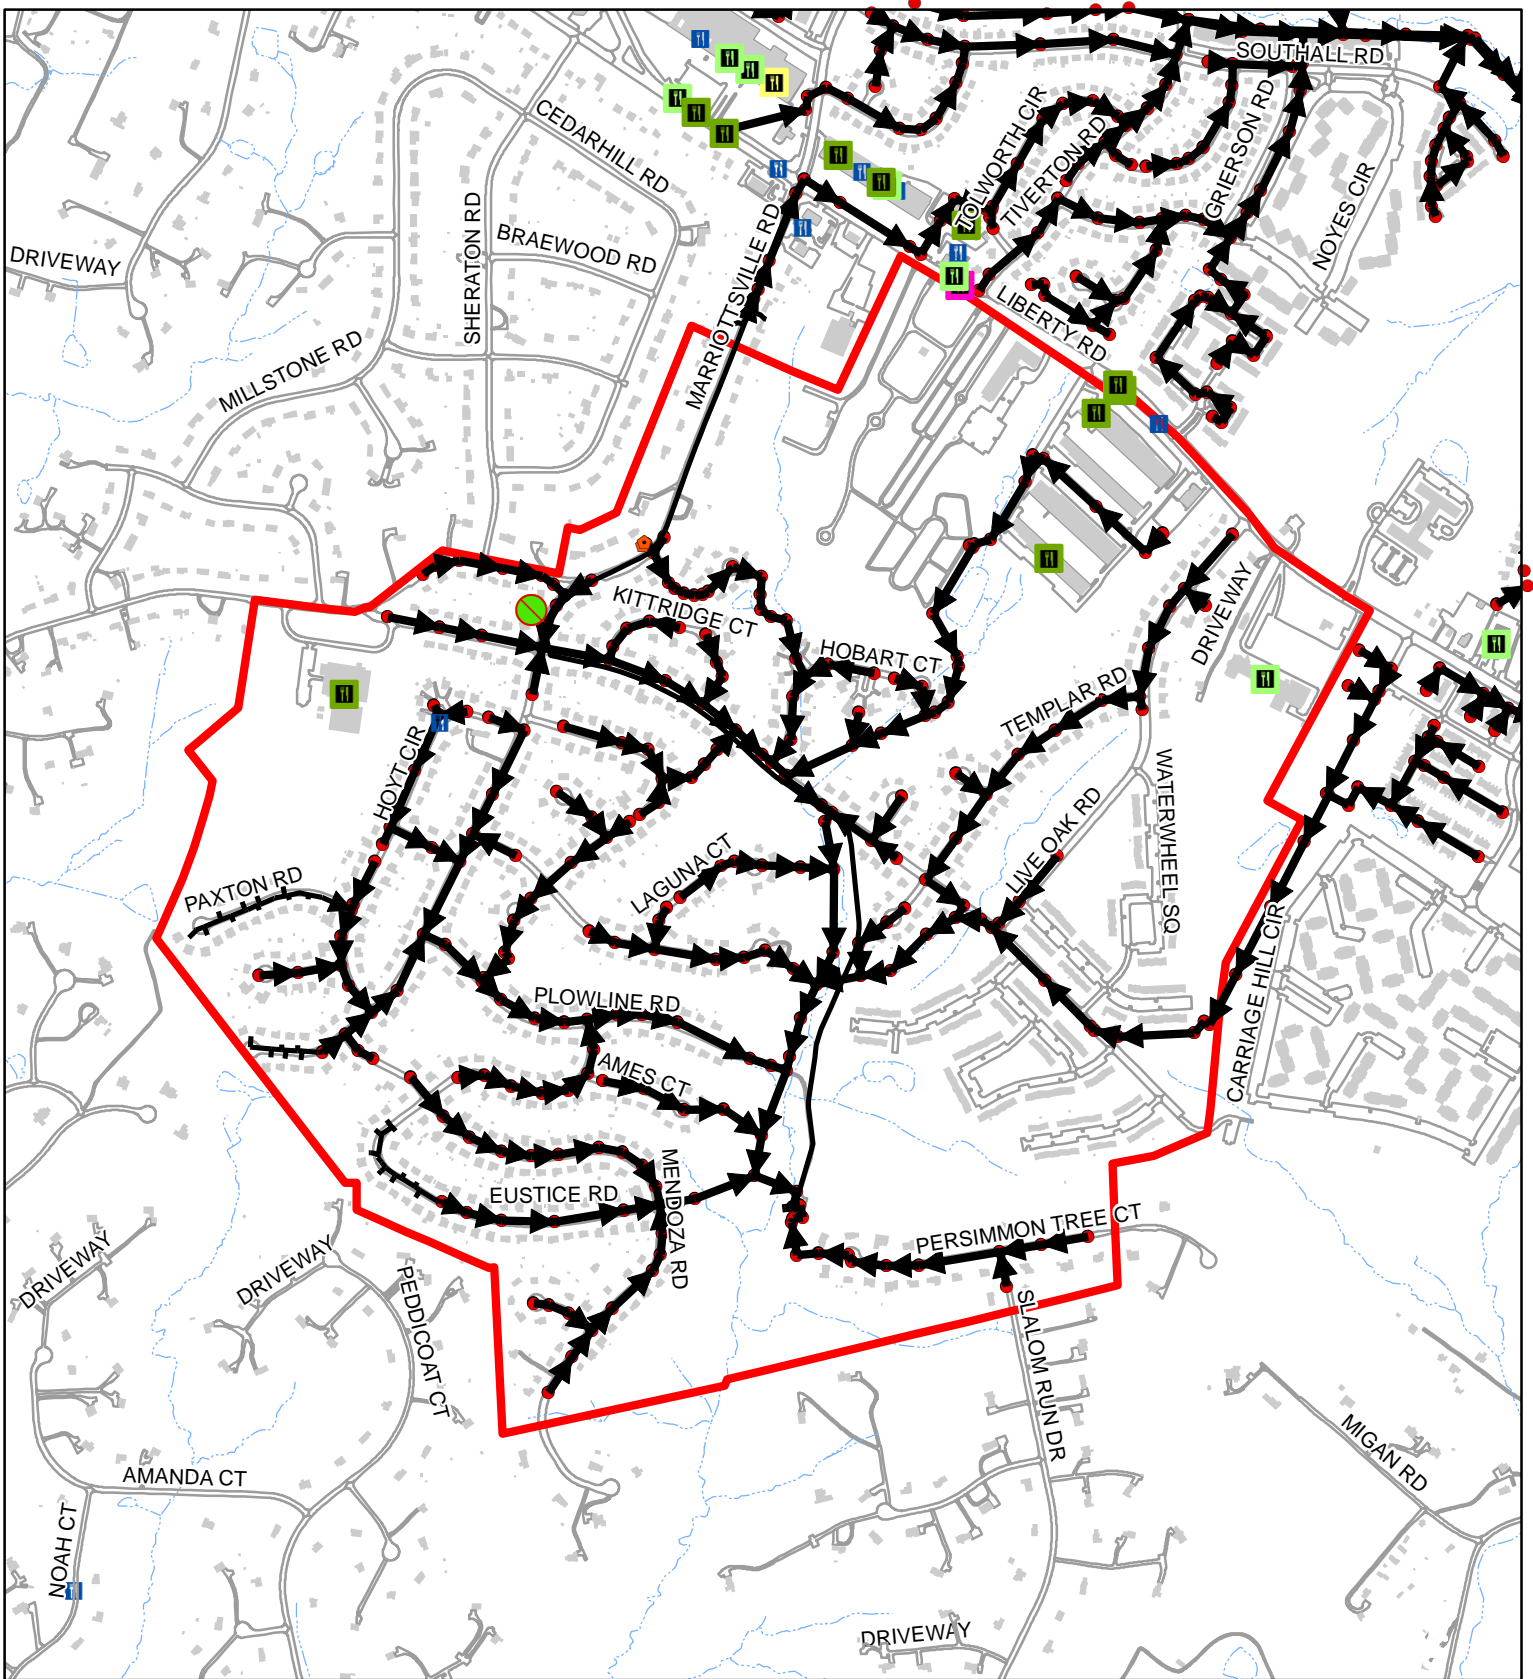 SOUTHALL RD
CEDARHILL RD
TOLWORTH CIR
TIVERTON RD
GRIERSON RD
NOYES CIR
SHERATON RD
BRAEWOOD RD
DRIVEWAY
MARRIOTTSVILLE RD
LIBERTY RD
MILLSTONE RD
KITTRIDGE CT
HOBART CT
DRIVEWAY
TEMPLAR RD
HOYT CIR
WATERWHEEL SQ
LIVE OAK RD
LAGUNA CT
PAXTON RD
CARRIAGE HILL CIR
PLOWLINE RD
AMES CT
EUSTICE RD
MENDOZA RD
PERSIMMON TREE CT
DRIVEWAY
DRIVEWAY
PEDDICOAT CT
SLALOM RUN DR
MIGAN RD
AMANDA CT
NOAH CT
DRIVEWAY